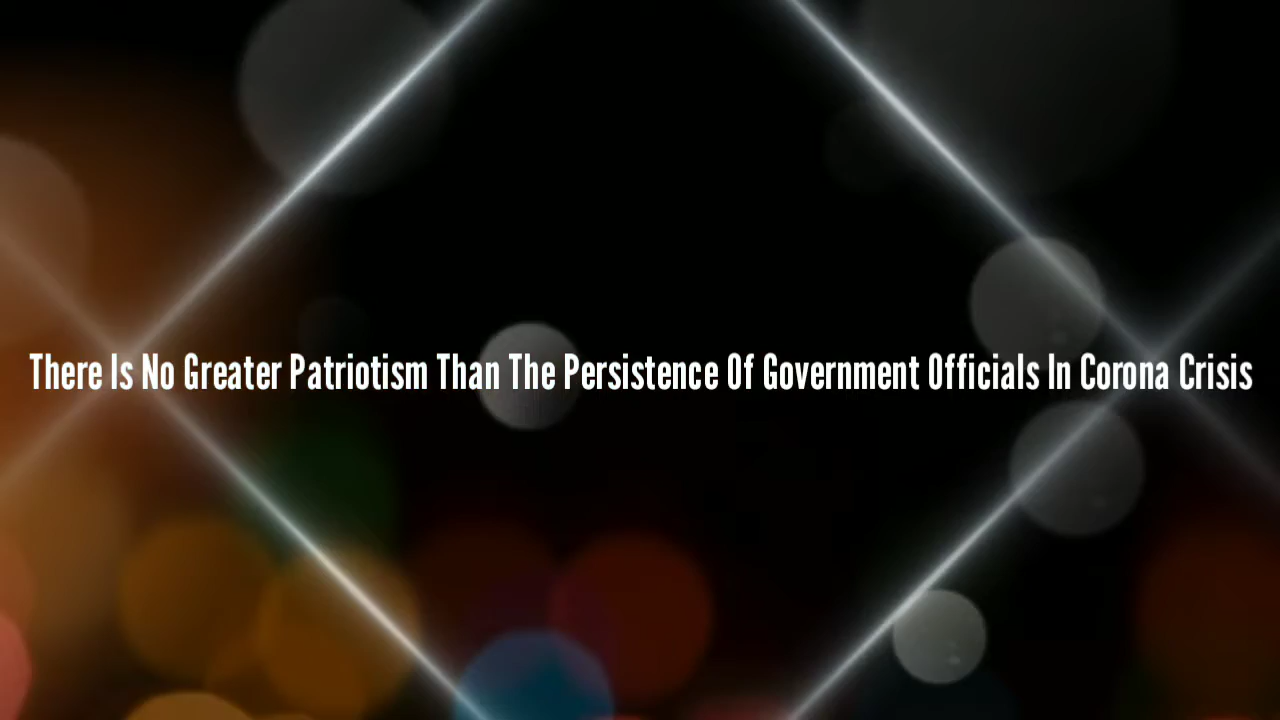 There Is No Greater Patriotism Than The Persistence Of Government Officials In Corona Crisis